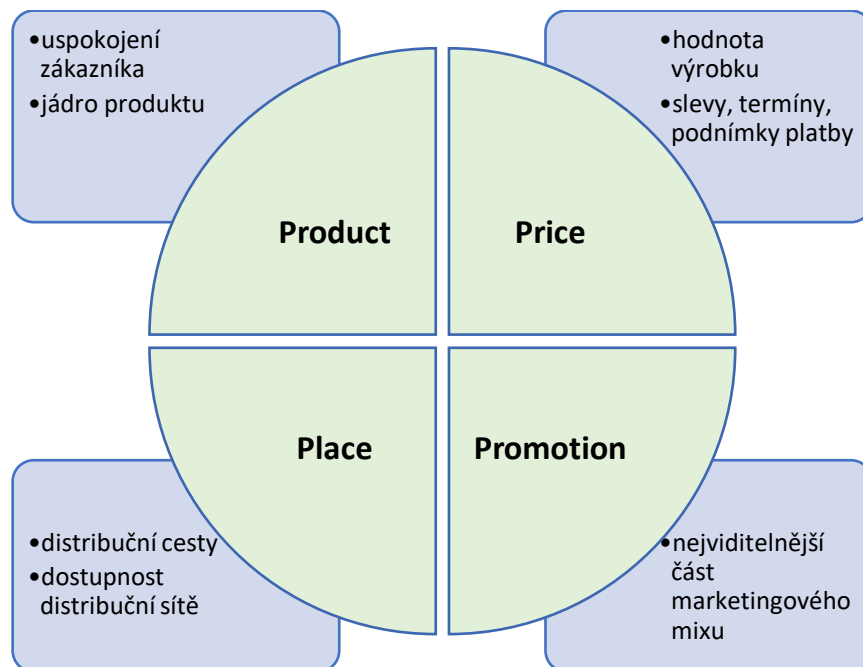 •uspokojení
zákazníka
•jádro produktu
•hodnota
výrobku
•slevy, termíny,
podnímky platby
Product
Price
Place
Promotion
•distribuční cesty
•dostupnost
distribuční sítě
•nejviditelnější
část
marketingového
mixu